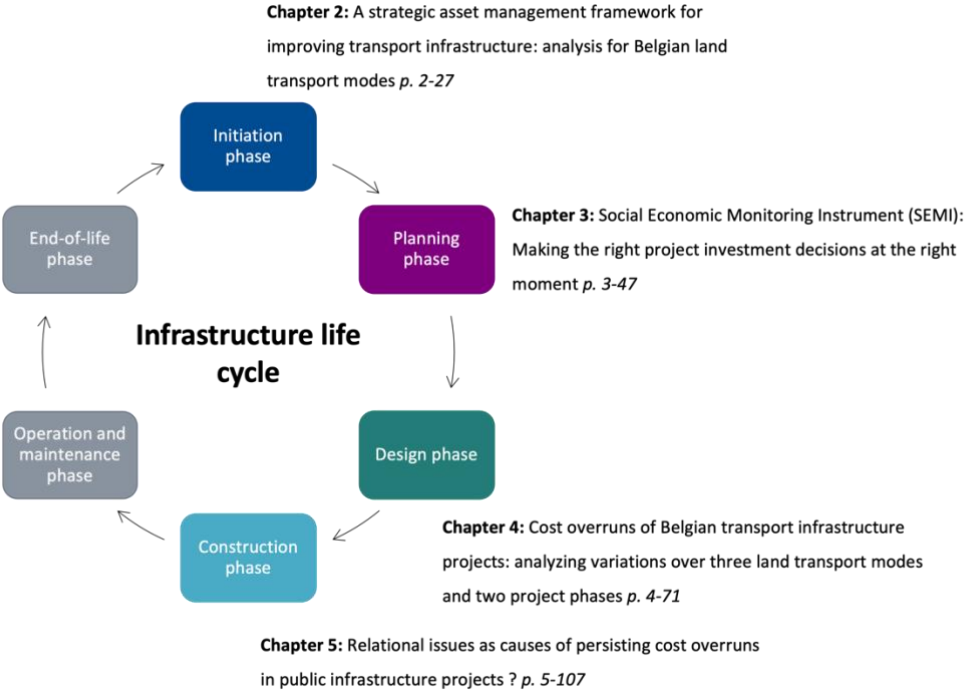 Chapter 2: A strategic asset management framework for
improving transport infrastructure: analysis for Belgian land
transport modes p. 2-27
Initiation
phase
End-of-life
phase
Planning
phase
Chapter 3: Social Economic Monitoring Instrument (SEMI):
Making the right project investment decisions at the right
moment p. 3-47
Infrastructure life
cycle
Operation and
maintenance
phase
Design phase
Construction
phase
Chapter 4: Cost overruns of Belgian transport infrastructure
projects: analyzing variations over three land transport modes
and two project phases p. 4-71
Chapter 5: Relational issues as causes of persisting cost overruns
in public infrastructure projects ? p. 5-107